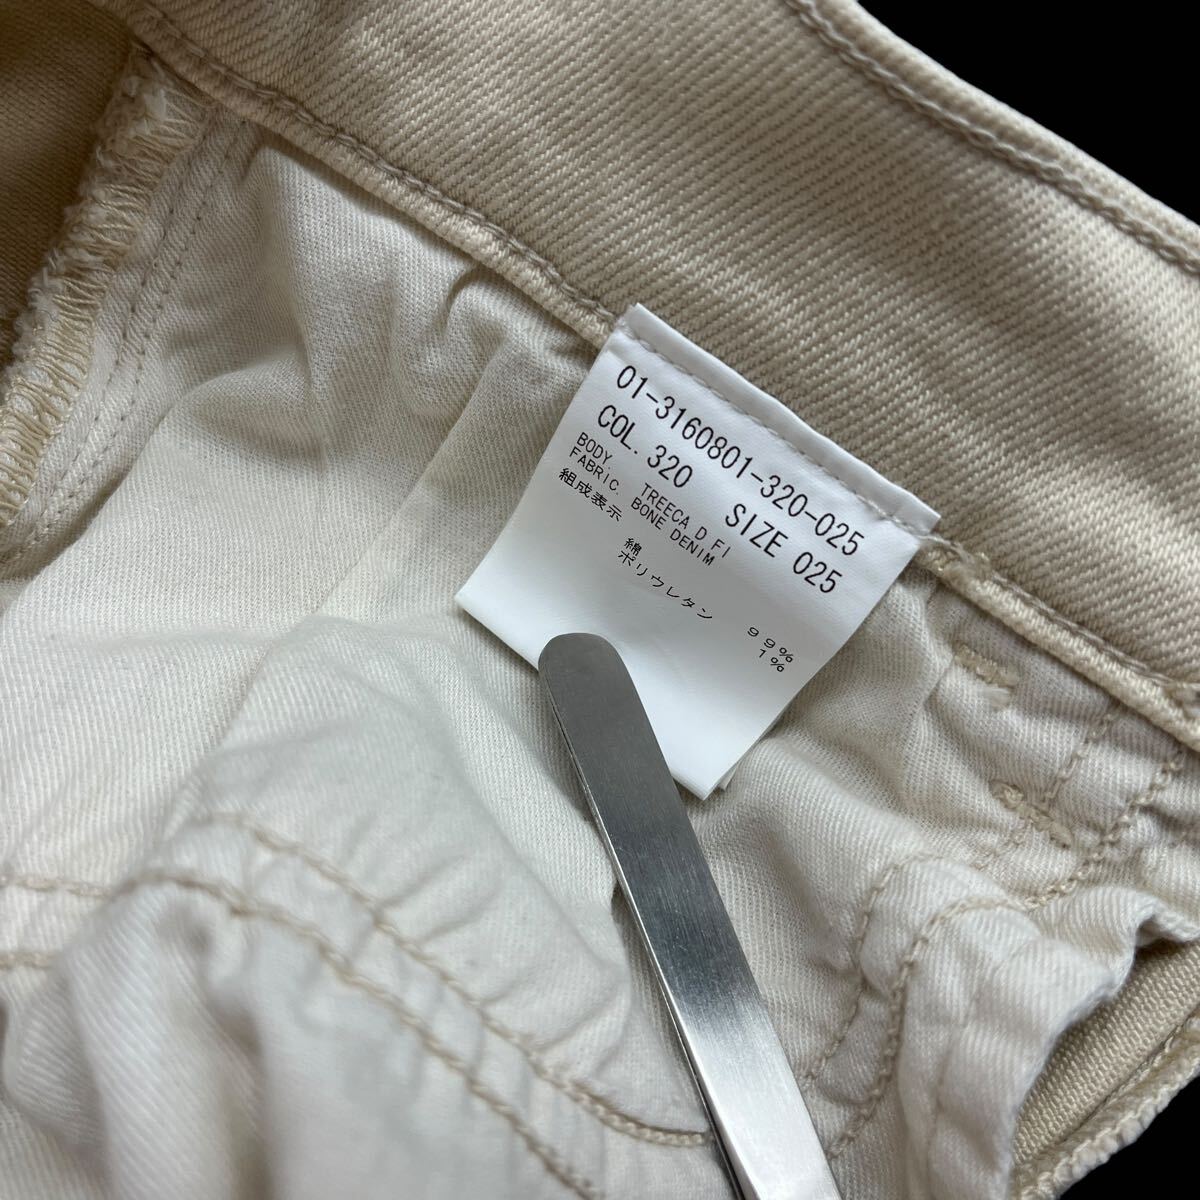 01-3160801-320-025
COL. 320 SIZE 025
BODY. TREECA D FI
FABRIC. BONE DENIM
組成表示
綿 99%
ポリウレタン 1%